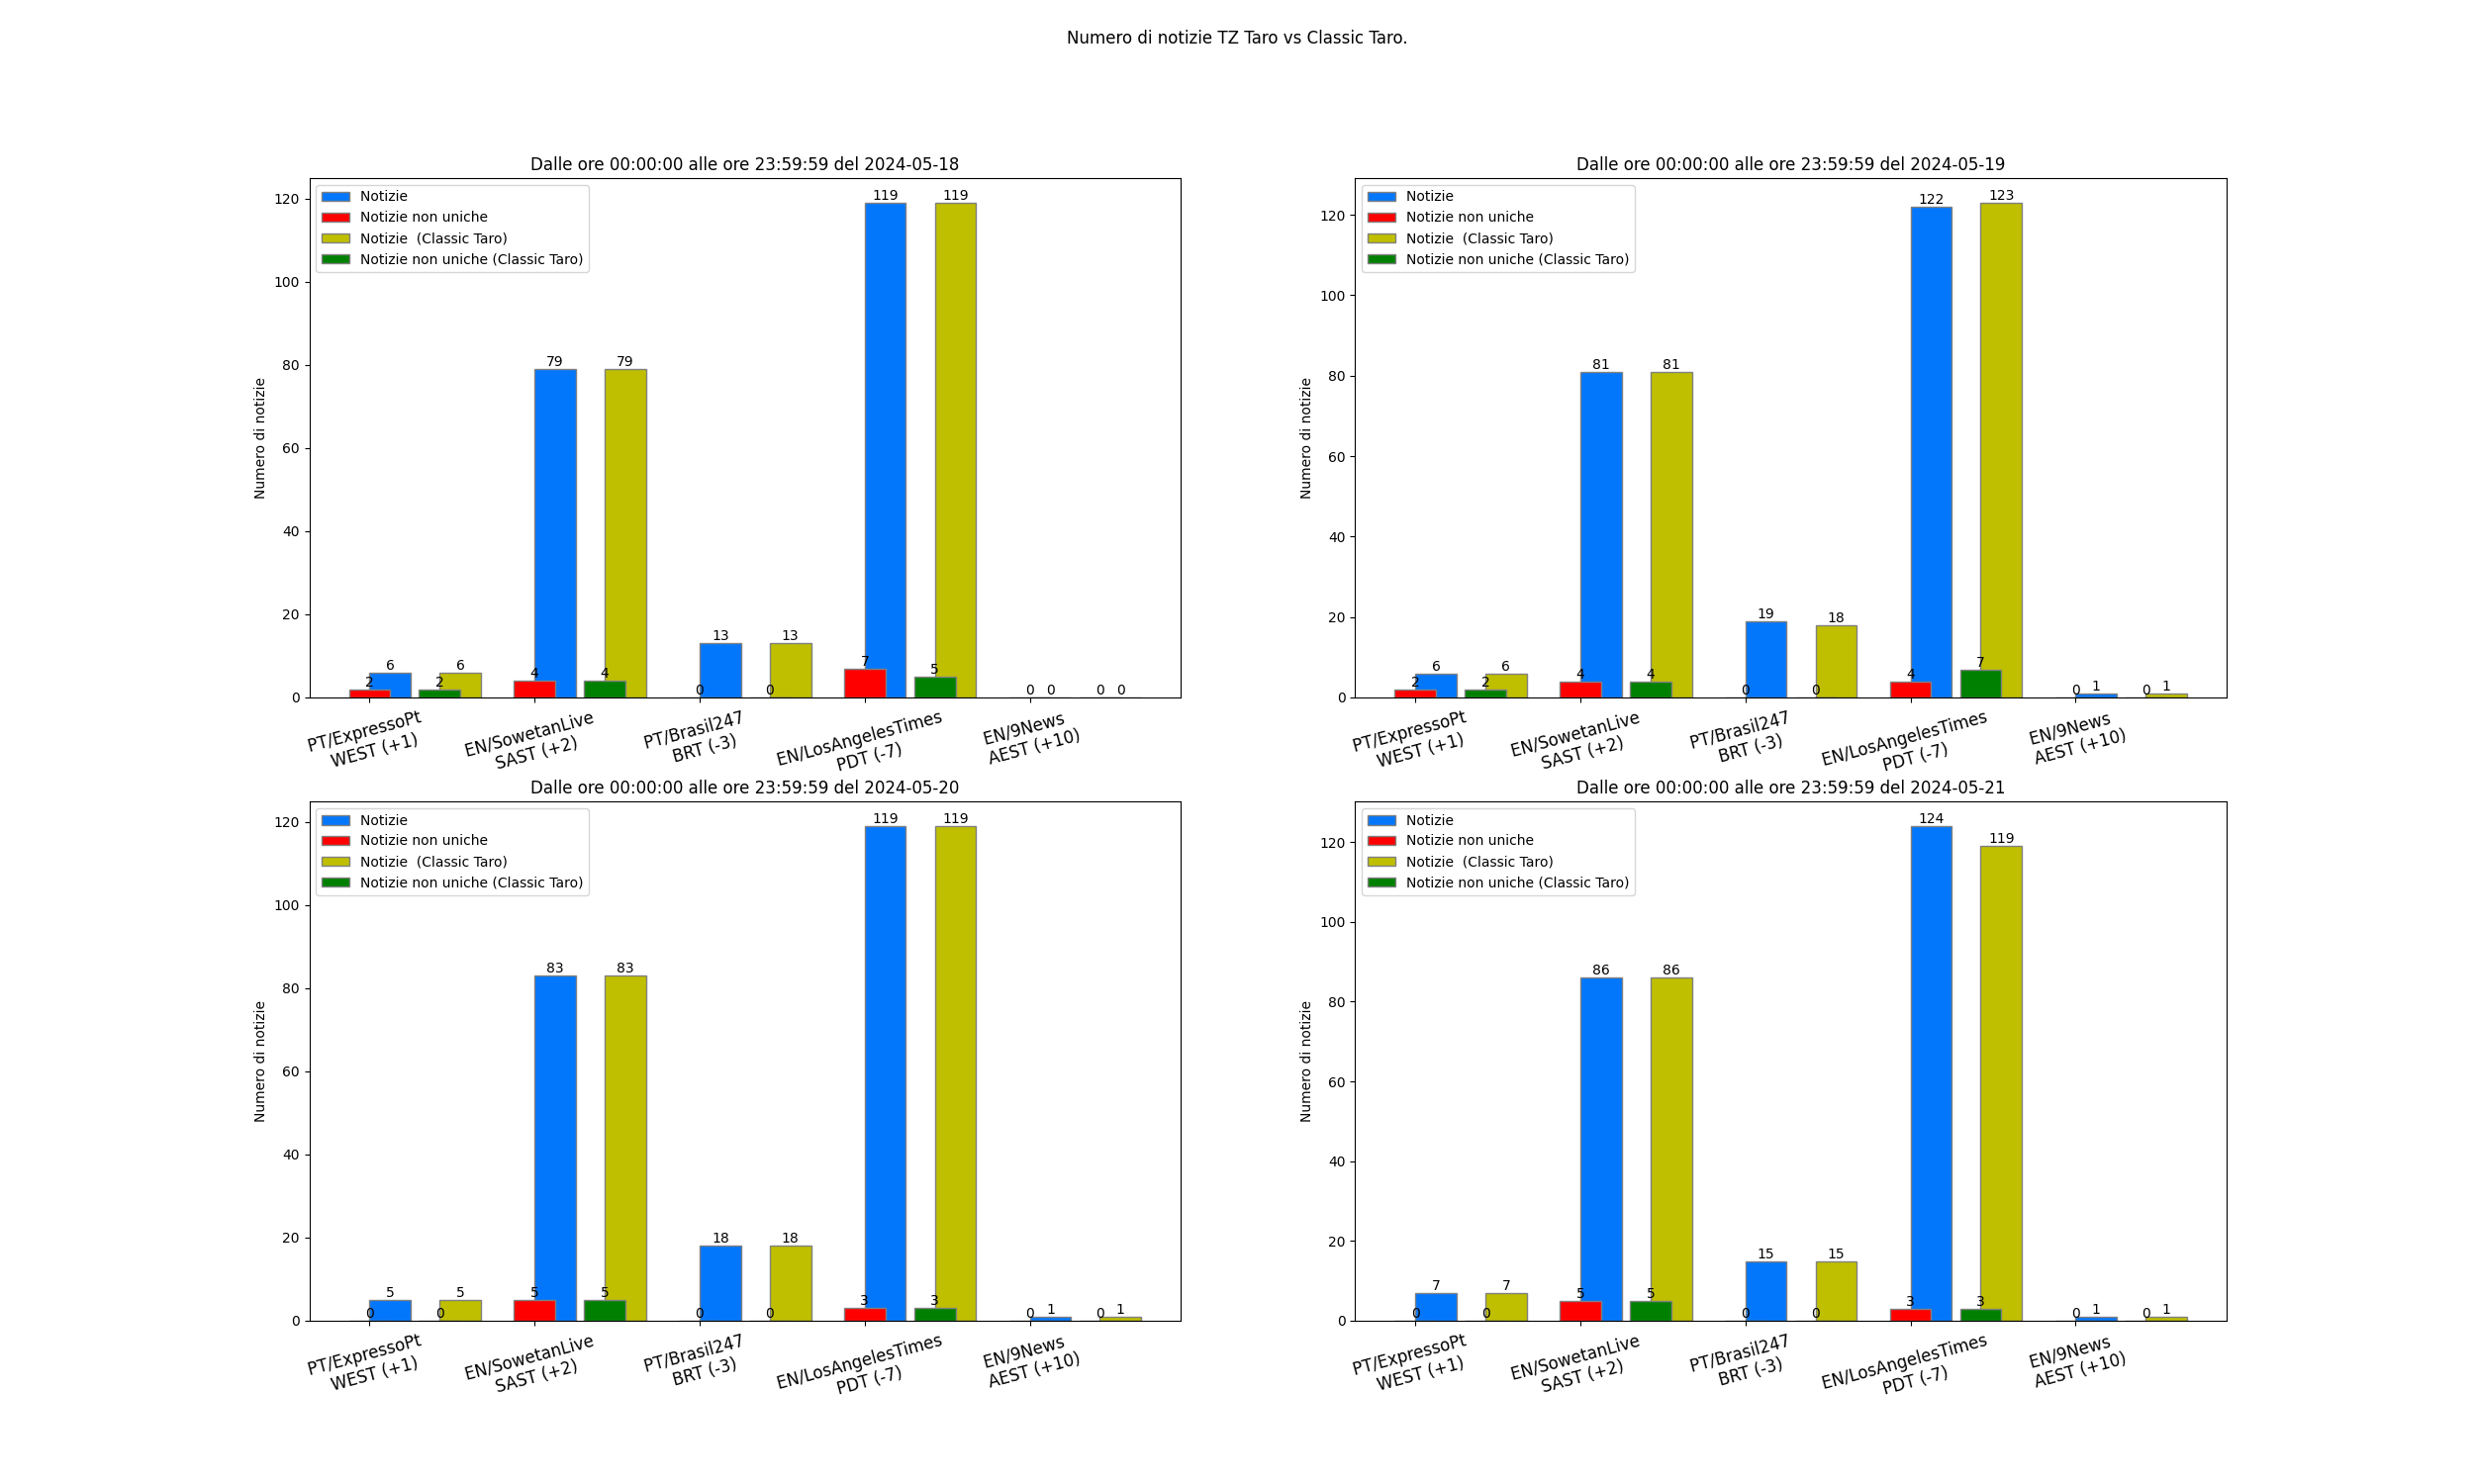 Numero di notizie TZ Taro vs Classic Taro.
Dalle ore 00:00:00 alle ore 23:59:59 del 2024-05-18
Numero di notizie
120
100
80
60
40
20
0
Notizie
Notizie non uniche
Notizie (Classic Taro)
Notizie non uniche (Classic Taro)
2 6 2 6
4 79 4 79
0 13 0 13
7 119 5 119
0 0 0 0
PT/ExpressoPt
WEST (+1)
EN/SowetanLive
SAST (+2)
PT/Brasil247
BRT (-3)
EN/LosAngelesTimes
PDT (-7)
EN/9News
AEST (+10)
Dalle ore 00:00:00 alle ore 23:59:59 del 2024-05-19
Numero di notizie
120
100
80
60
40
20
0
Notizie
Notizie non uniche
Notizie (Classic Taro)
Notizie non uniche (Classic Taro)
2 6 2 6
4 81 4 81
0 19 0 18
4 122 7 123
0 1 0 1
PT/ExpressoPt
WEST (+1)
EN/SowetanLive
SAST (+2)
PT/Brasil247
BRT (-3)
EN/LosAngelesTimes
PDT (-7)
EN/9News
AEST (+10)
Dalle ore 00:00:00 alle ore 23:59:59 del 2024-05-20
Numero di notizie
120
100
80
60
40
20
0
Notizie
Notizie non uniche
Notizie (Classic Taro)
Notizie non uniche (Classic Taro)
0 5 0 5
5 83 5 83
0 18 0 18
3 119 3 119
0 1 0 1
PT/ExpressoPt
WEST (+1)
EN/SowetanLive
SAST (+2)
PT/Brasil247
BRT (-3)
EN/LosAngelesTimes
PDT (-7)
EN/9News
AEST (+10)
Dalle ore 00:00:00 alle ore 23:59:59 del 2024-05-21
Numero di notizie
120
100
80
60
40
20
0
Notizie
Notizie non uniche
Notizie (Classic Taro)
Notizie non uniche (Classic Taro)
0 7 0 7
5 86 5 86
0 15 0 15
3 124 3 119
0 1 0 1
PT/ExpressoPt
WEST (+1)
EN/SowetanLive
SAST (+2)
PT/Brasil247
BRT (-3)
EN/LosAngelesTimes
PDT (-7)
EN/9News
AEST (+10)